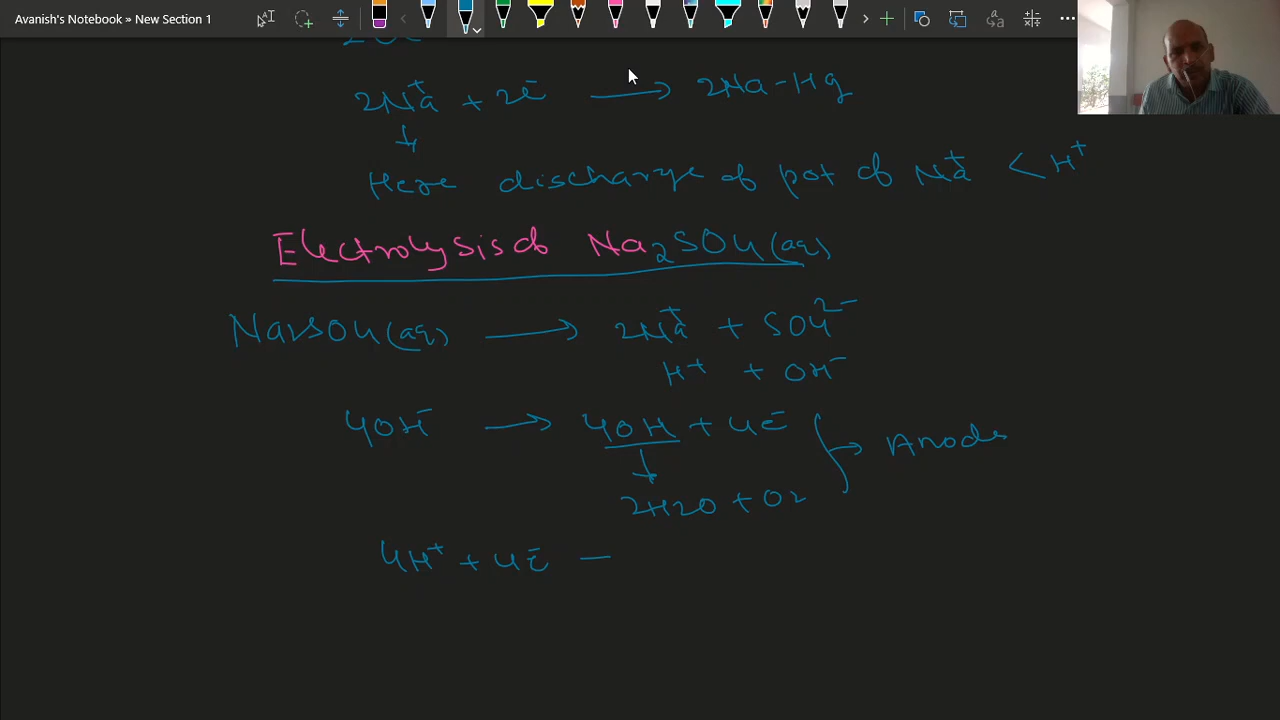 Avanish's Notebook » New Section 1
2Na⁺ + 2e⁻ → 2Na-Hg
↓
Here discharge of pot of Na⁺ < H⁺
Electrolysis of Na2SO4(aq)
Na2SO4(aq) → 2Na⁺ + SO4²⁻
H⁺ + OH⁻
4OH⁻ → 4OH + 4e⁻ } → Anode
↓
2H2O + O2
4H⁺ + 4e⁻ —